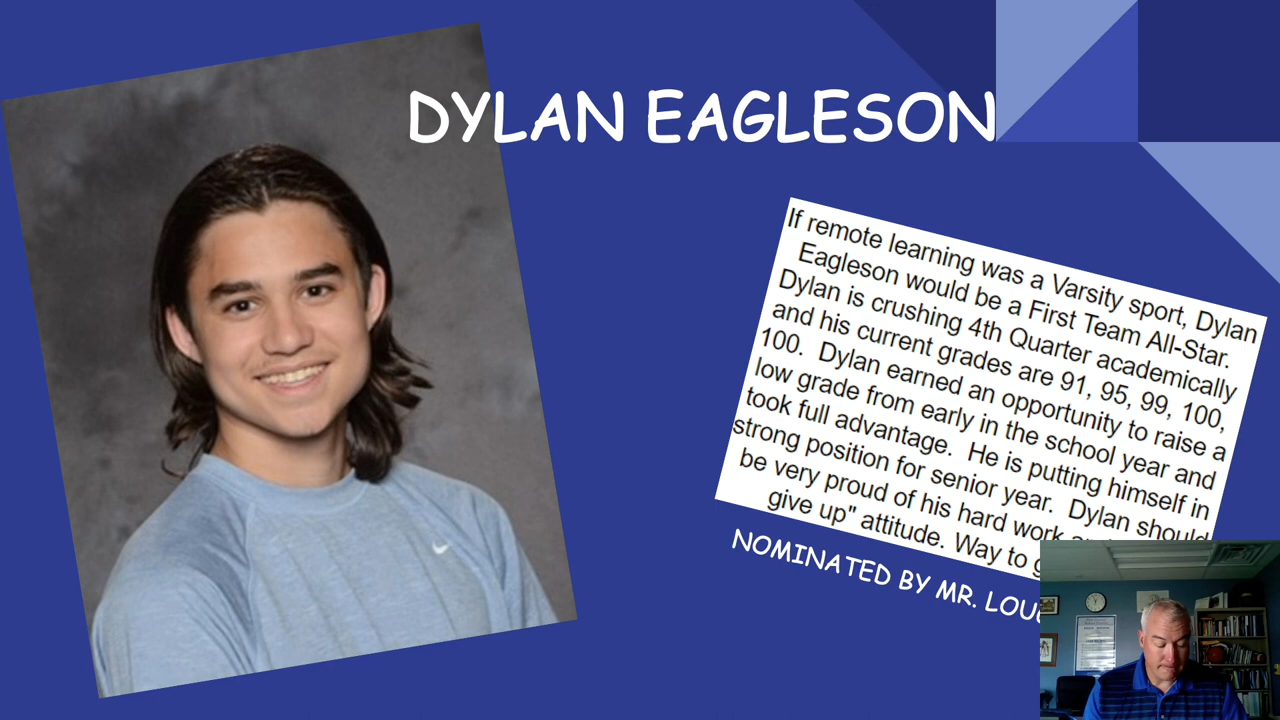 DYLAN EAGLESON
If remote learning was a Varsity sport, Dylan
Eagleson would be a First Team All-Star.
Dylan is crushing 4th Quarter academically
and his current grades are 91, 95, 99, 100,
100.  Dylan earned an opportunity to raise a
low grade from early in the school year and
took full advantage.  He is putting himself in
strong position for senior year.  Dylan should
be very proud of his hard work
give up" attitude. Way to
NOMINATED BY MR.